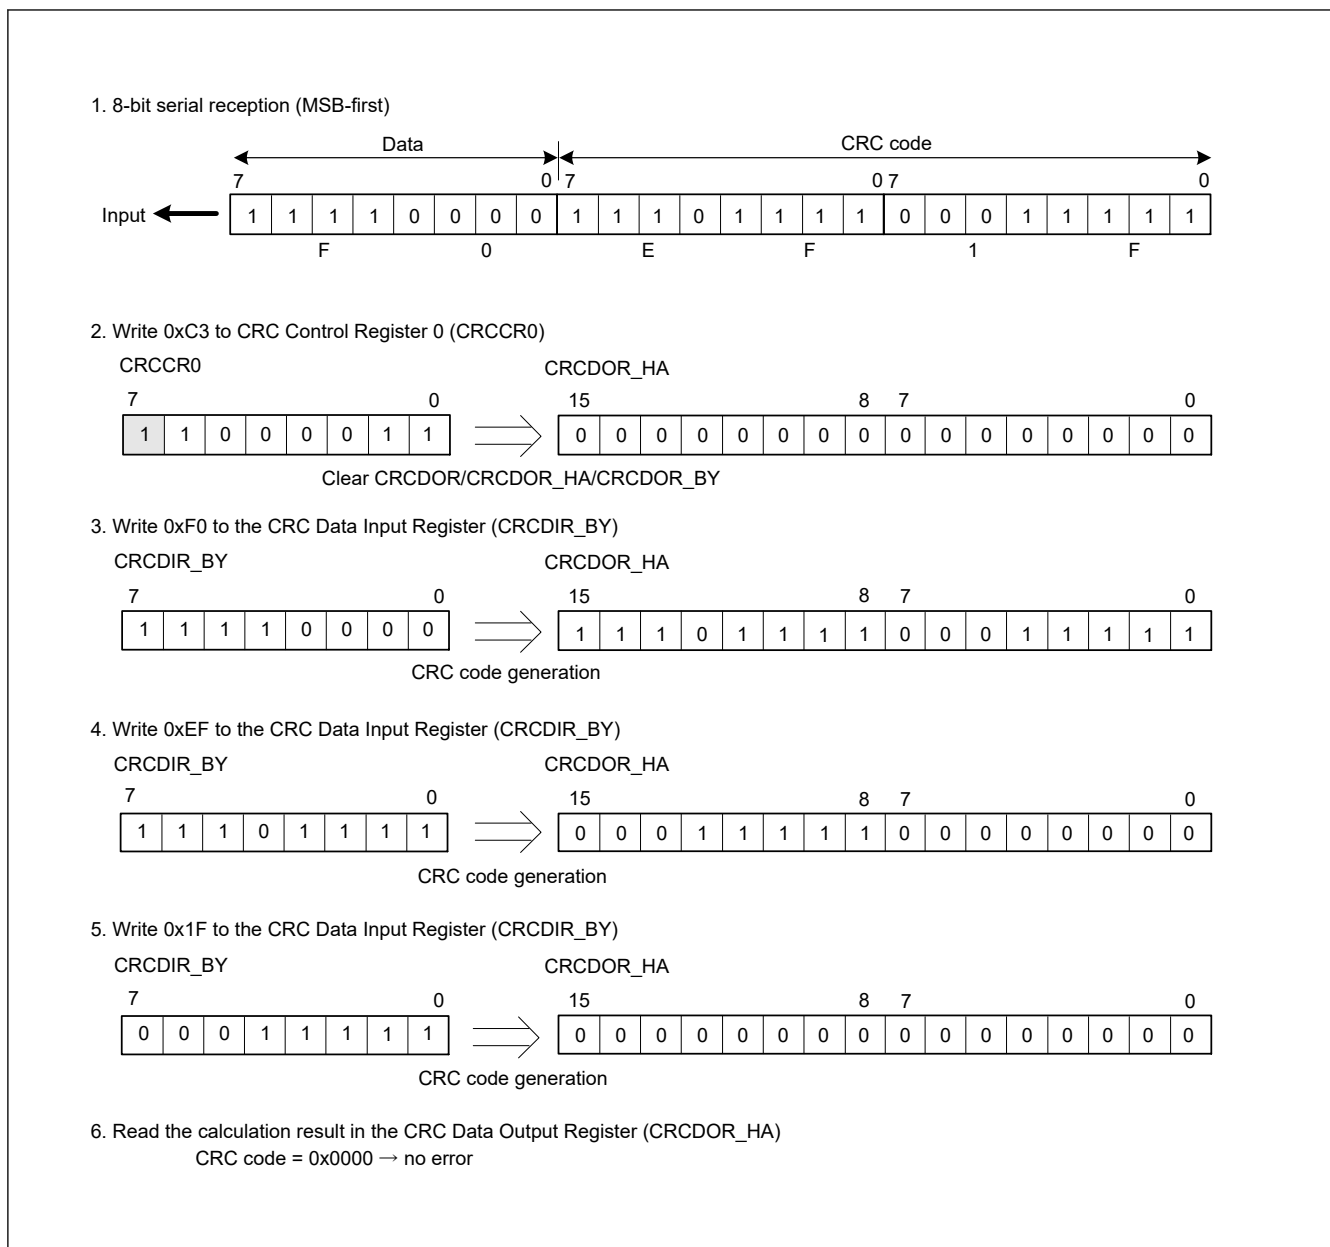 1. 8-bit serial reception (MSB-first)
Data CRC code
7 0 7 0 7 0
Input 1 1 1 1 0 0 0 0 1 1 1 0 1 1 1 1 0 0 0 1 1 1 1 1
F 0 E F 1 F
2. Write 0xC3 to CRC Control Register 0 (CRCCR0)
CRCCR0 CRCDOR_HA
7 0 15 8 7 0
1 1 0 0 0 0 1 1 0 0 0 0 0 0 0 0 0 0 0 0 0 0 0 0
Clear CRCDOR/CRCDOR_HA/CRCDOR_BY
3. Write 0xF0 to the CRC Data Input Register (CRCDIR_BY)
CRCDIR_BY CRCDOR_HA
7 0 15 8 7 0
1 1 1 1 0 0 0 0 1 1 1 0 1 1 1 1 0 0 0 1 1 1 1 1
CRC code generation
4. Write 0xEF to the CRC Data Input Register (CRCDIR_BY)
CRCDIR_BY CRCDOR_HA
7 0 15 8 7 0
1 1 1 0 1 1 1 1 0 0 0 1 1 1 1 1 0 0 0 0 0 0 0 0
CRC code generation
5. Write 0x1F to the CRC Data Input Register (CRCDIR_BY)
CRCDIR_BY CRCDOR_HA
7 0 15 8 7 0
0 0 0 1 1 1 1 1 0 0 0 0 0 0 0 0 0 0 0 0 0 0 0 0
CRC code generation
6. Read the calculation result in the CRC Data Output Register (CRCDOR_HA)
CRC code = 0x0000 → no error